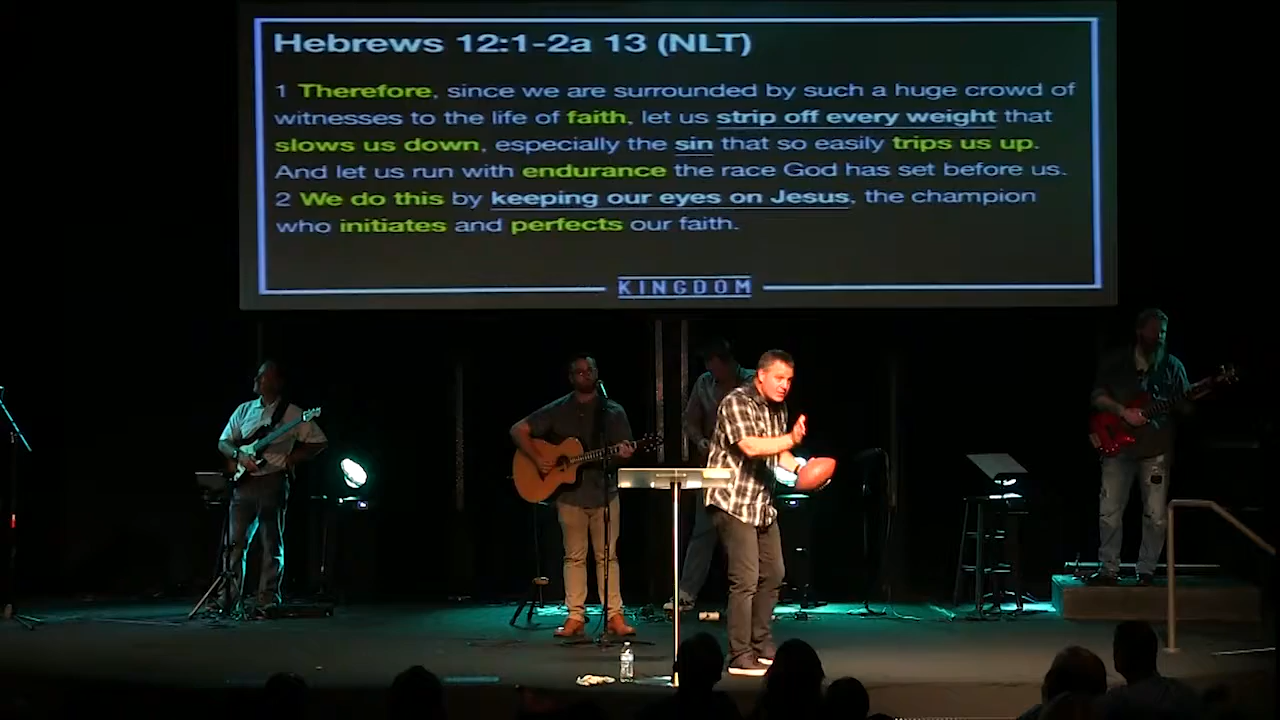 Hebrews 12:1-2a 13 (NLT)
1 Therefore, since we are surrounded by such a huge crowd of
witnesses to the life of faith, let us strip off every weight that
slows us down, especially the sin that so easily trips us up.
And let us run with endurance the race God has set before us.
2 We do this by keeping our eyes on Jesus, the champion
who initiates and perfects our faith.
KINGDOM